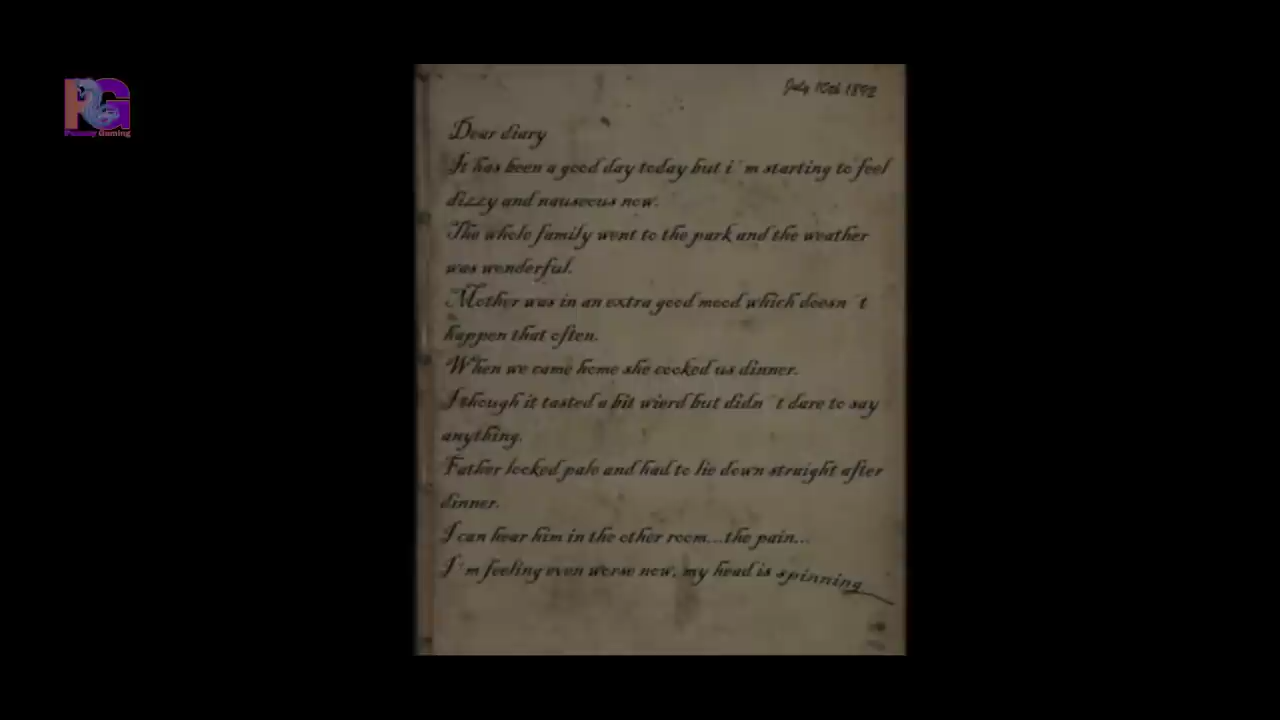 PG
Gaming
July 10th 1892
Dear diary
It has been a good day today but i´m starting to feel
dizzy and nauseous now.
The whole family went to the park and the weather
was wonderful.
Mother was in an extra good mood which doesn´t
happen that often.
When we came home she cooked us dinner.
I though it tasted a bit wierd but didn´t dare to say
anything.
Father looked pale and had to lie down straight after
dinner.
I can hear him in the other room...the pain...
I´m feeling even worse now, my head is spinning